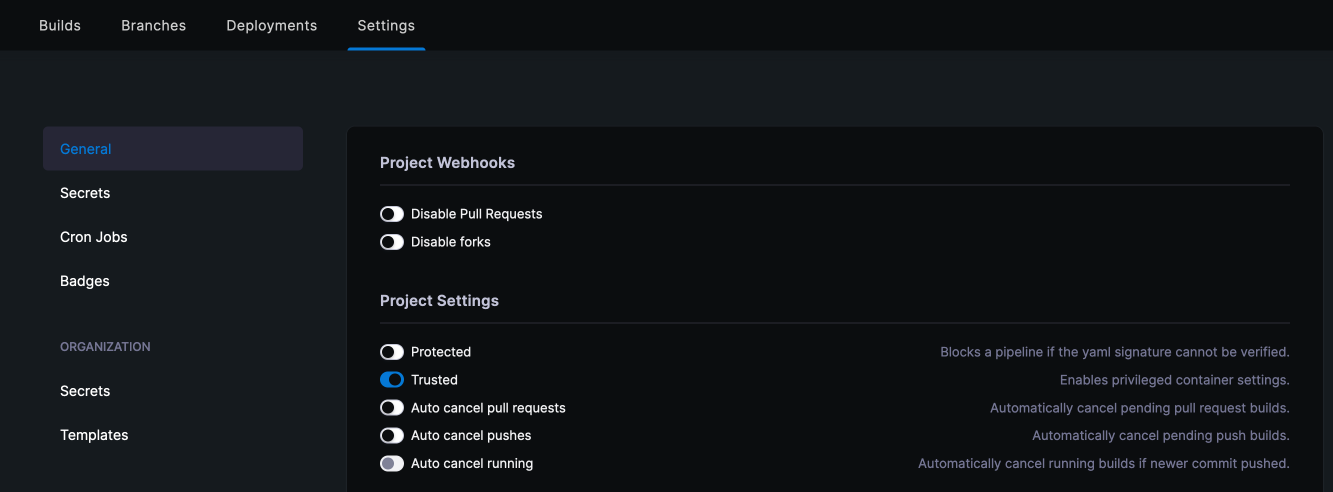 Builds Branches Deployments Settings
General
Secrets
Cron Jobs
Badges
ORGANIZATION
Secrets
Templates
Project Webhooks
Disable Pull Requests
Disable forks
Project Settings
Protected Blocks a pipeline if the yaml signature cannot be verified.
Trusted Enables privileged container settings.
Auto cancel pull requests Automatically cancel pending pull request builds.
Auto cancel pushes Automatically cancel pending push builds.
Auto cancel running Automatically cancel running builds if newer commit pushed.